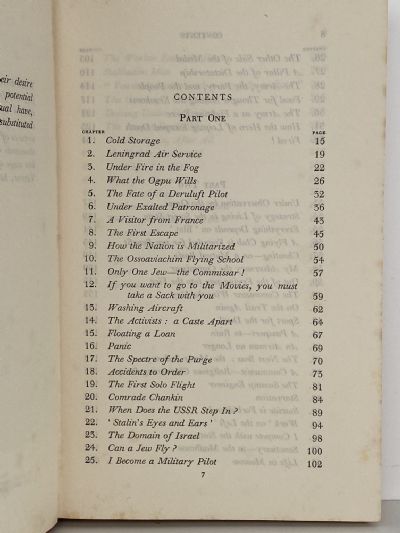 eir desire
potential
ual have,
substituted
CONTENTS
PART ONE
CHAPTER PAGE
1. Cold Storage 15
2. Leningrad Air Service 19
3. Under Fire in the Fog 22
4. What the Ogpu Wills 26
5. The Fate of a Deruluft Pilot 32
6. Under Exalted Patronage 36
7. A Visitor from France 43
8. The First Escape 45
9. How the Nation is Militarized 50
10. The Ossoaviachim Flying School 54
11. Only One Jew—the Commissar! 57
12. If you want to go to the Movies, you must
take a Sack with you 59
13. Washing Aircraft 62
14. The Activists: a Caste Apart 64
15. Floating a Loan 67
16. Panic 70
17. The Spectre of the Purge 73
18. Accidents to Order 75
19. The First Solo Flight 81
20. Comrade Chankin 84
21. When Does the USSR Step In? 89
22. 'Stalin's Eyes and Ears' 94
23. The Domain of Israel 98
24. Can a Jew Fly? 100
25. I Become a Military Pilot 102
7